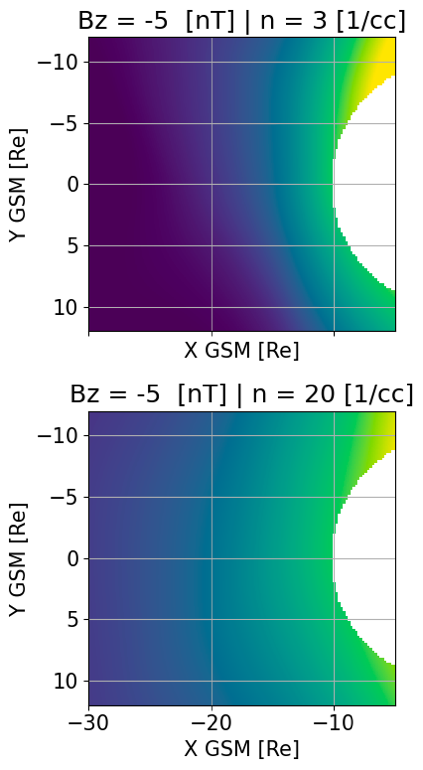 Bz = -5  [nT] | n = 3 [1/cc]
−10
−5
0
5
10
Y GSM [Re]
X GSM [Re]
Bz = -5  [nT] | n = 20 [1/cc]
−10
−5
0
5
10
Y GSM [Re]
−30 −20 −10
X GSM [Re]